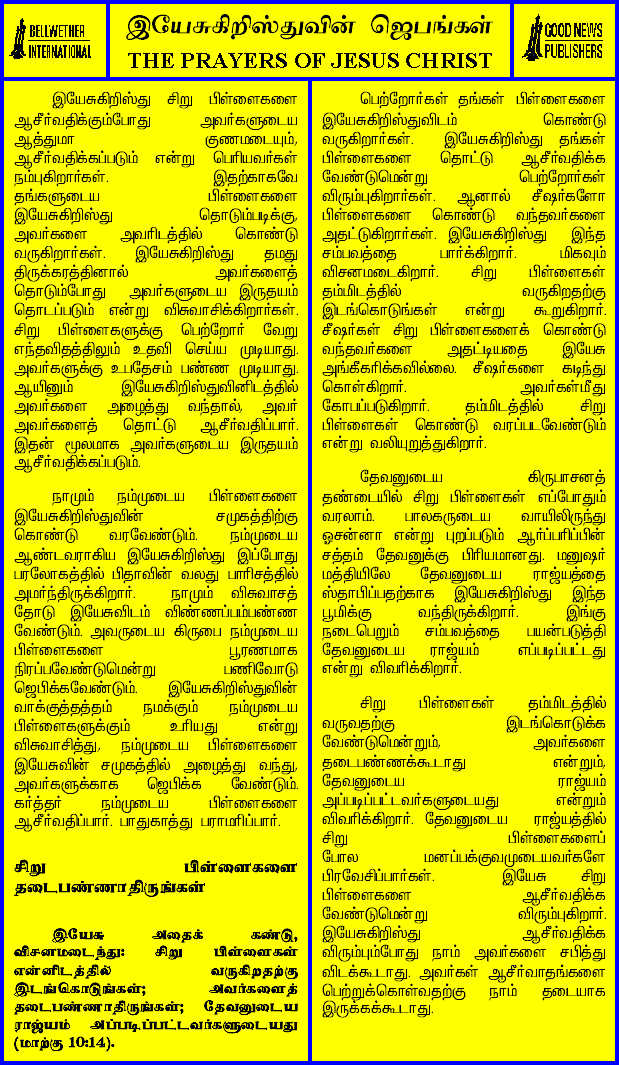 BELLWETHER
INTERNATIONAL
இயேசுகிறிஸ்துவின் ஜெபங்கள்
THE PRAYERS OF JESUS CHRIST
GOOD NEWS
PUBLISHERS
இயேசுகிறிஸ்து சிறு பிள்ளைகளை
ஆசீர்வதிக்கும்போது அவர்களுடைய
ஆத்துமா குணமடையும்,
ஆசீர்வதிக்கப்படும் என்று பெரியவர்கள்
நம்புகிறார்கள். இதற்காகவே
தங்களுடைய பிள்ளைகளை
இயேசுகிறிஸ்து தொடும்படிக்கு,
அவர்களை அவரிடத்தில் கொண்டு
வருகிறார்கள். இயேசுகிறிஸ்து தமது
திருக்கரத்தினால் அவர்களைத்
தொடும்போது அவர்களுடைய இருதயம்
தொடப்படும் என்று விசுவாசிக்கிறார்கள்.
சிறு பிள்ளைகளுக்கு பெற்றோர் வேறு
எந்தவிதத்திலும் உதவி செய்ய முடியாது.
அவர்களுக்கு உபதேசம் பண்ண முடியாது.
ஆயினும் இயேசுகிறிஸ்துவினிடத்தில்
அவர்களை அழைத்து வந்தால், அவர்
அவர்களைத் தொட்டு ஆசீர்வதிப்பார்.
இதன் மூலமாக அவர்களுடைய இருதயம்
ஆசீர்வதிக்கப்படும்.
நாமும் நம்முடைய பிள்ளைகளை
இயேசுகிறிஸ்துவின் சமுகத்திற்கு
கொண்டு வரவேண்டும். நம்முடைய
ஆண்டவராகிய இயேசுகிறிஸ்து இப்போது
பரலோகத்தில் பிதாவின் வலது பாரிசத்தில்
அமர்ந்திருக்கிறார். நாமும் விசுவாசத்
தோடு இயேசுவிடம் விண்ணப்பம்பண்ண
வேண்டும். அவருடைய கிருபை நம்முடைய
பிள்ளைகளை பூரணமாக
நிரப்பவேண்டுமென்று பணிவோடு
ஜெபிக்கவேண்டும். இயேசுகிறிஸ்துவின்
வாக்குத்தத்தம் நமக்கும் நம்முடைய
பிள்ளைகளுக்கும் உரியது என்று
விசுவாசித்து, நம்முடைய பிள்ளைகளை
இயேசுவின் சமுகத்தில் அழைத்து வந்து,
அவர்களுக்காக ஜெபிக்க வேண்டும்.
கர்த்தர் நம்முடைய பிள்ளைகளை
ஆசீர்வதிப்பார். பாதுகாத்து பராமரிப்பார்.
சிறு பிள்ளைகளை
தடைபண்ணாதிருங்கள்
இயேசு அதைக் கண்டு,
விசனமடைந்து: சிறு பிள்ளைகள்
என்னிடத்தில் வருகிறதற்கு
இடங்கொடுங்கள்; அவர்களைத்
தடைபண்ணாதிருங்கள்; தேவனுடைய
ராஜ்யம் அப்படிப்பட்டவர்களுடையது
(மாற்கு 10:14).
பெற்றோர்கள் தங்கள் பிள்ளைகளை
இயேசுகிறிஸ்துவிடம் கொண்டு
வருகிறார்கள். இயேசுகிறிஸ்து தங்கள்
பிள்ளைகளை தொட்டு ஆசீர்வதிக்க
வேண்டுமென்று பெற்றோர்கள்
விரும்புகிறார்கள். ஆனால் சீஷர்களோ
பிள்ளைகளை கொண்டு வந்தவர்களை
அதட்டுகிறார்கள். இயேசுகிறிஸ்து இந்த
சம்பவத்தை பார்க்கிறார். மிகவும்
விசனமடைகிறார். சிறு பிள்ளைகள்
தம்மிடத்தில் வருகிறதற்கு
இடங்கொடுங்கள் என்று கூறுகிறார்.
சீஷர்கள் சிறு பிள்ளைகளைக் கொண்டு
வந்தவர்களை அதட்டியதை இயேசு
அங்கீகரிக்கவில்லை. சீஷர்களை கடிந்து
கொள்கிறார். அவர்கள்மீது
கோபப்படுகிறார். தம்மிடத்தில் சிறு
பிள்ளைகள் கொண்டு வரப்படவேண்டும்
என்று வலியுறுத்துகிறார்.
தேவனுடைய கிருபாசனத்
தண்டையில் சிறு பிள்ளைகள் எப்போதும்
வரலாம். பாலகருடைய வாயிலிருந்து
ஓசன்னா என்று புறப்படும் ஆர்ப்பரிப்பின்
சத்தம் தேவனுக்கு பிரியமானது. மனுஷர்
மத்தியிலே தேவனுடைய ராஜ்யத்தை
ஸ்தாபிப்பதற்காக இயேசுகிறிஸ்து இந்த
பூமிக்கு வந்திருக்கிறார். இங்கு
நடைபெறும் சம்பவத்தை பயன்படுத்தி
தேவனுடைய ராஜ்யம் எப்படிப்பட்டது
என்று விவரிக்கிறார்.
சிறு பிள்ளைகள் தம்மிடத்தில்
வருவதற்கு இடங்கொடுக்க
வேண்டுமென்றும், அவர்களை
தடைபண்ணக்கூடாது என்றும்,
தேவனுடைய ராஜ்யம்
அப்படிப்பட்டவர்களுடையது என்றும்
விவரிக்கிறார். தேவனுடைய ராஜ்யத்தில்
சிறு பிள்ளைகளைப்
போல மனப்பக்குவமுடையவர்களே
பிரவேசிப்பார்கள். இயேசு சிறு
பிள்ளைகளை ஆசீர்வதிக்க
வேண்டுமென்று விரும்புகிறார்.
இயேசுகிறிஸ்து ஆசீர்வதிக்க
விரும்பும்போது நாம் அவர்களை சபித்து
விடக்கூடாது. அவர்கள் ஆசீர்வாதங்களை
பெற்றுக்கொள்வதற்கு நாம் தடையாக
இருக்கக்கூடாது.